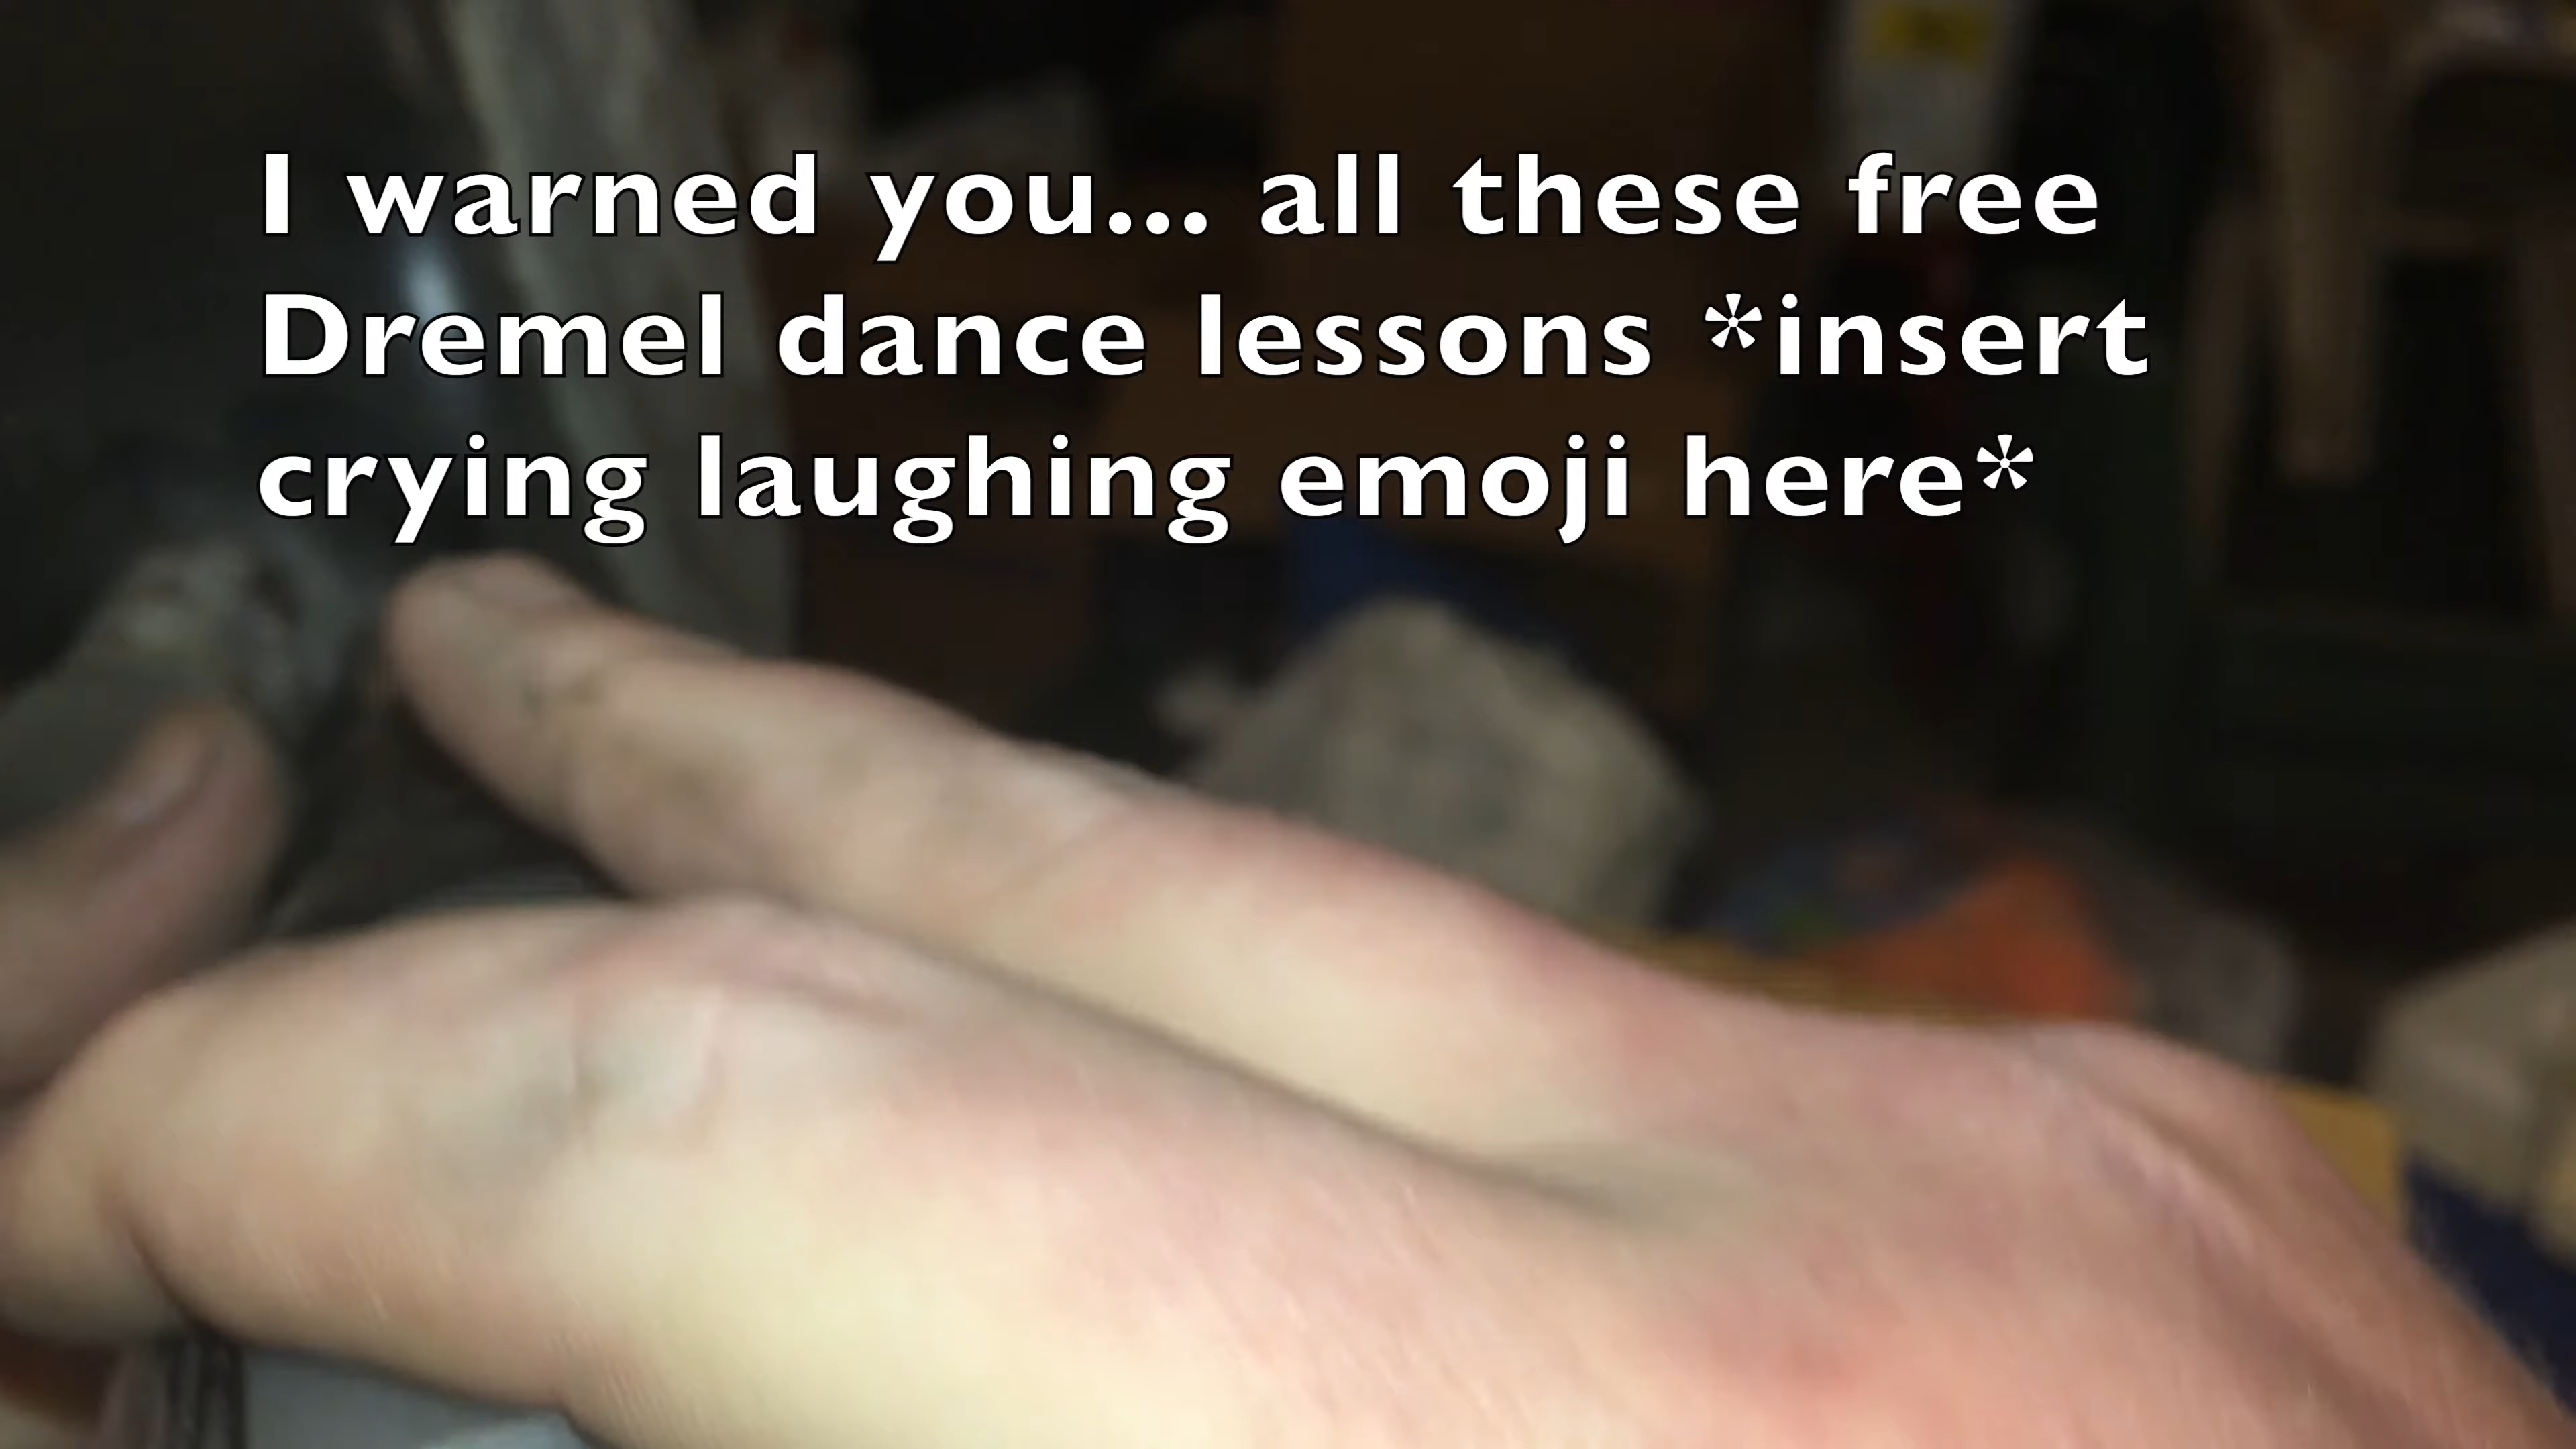 I warned you... all these free
Dremel dance lessons *insert
crying laughing emoji here*